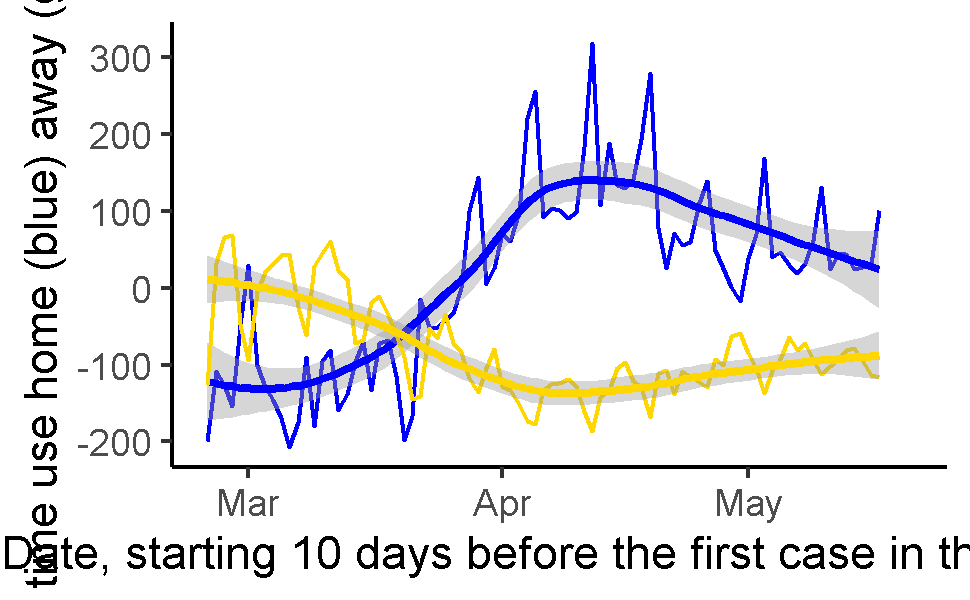 time use home (blue) away
300
200
100
0
-100
-200
Mar Apr May
Date, starting 10 days before the first case in